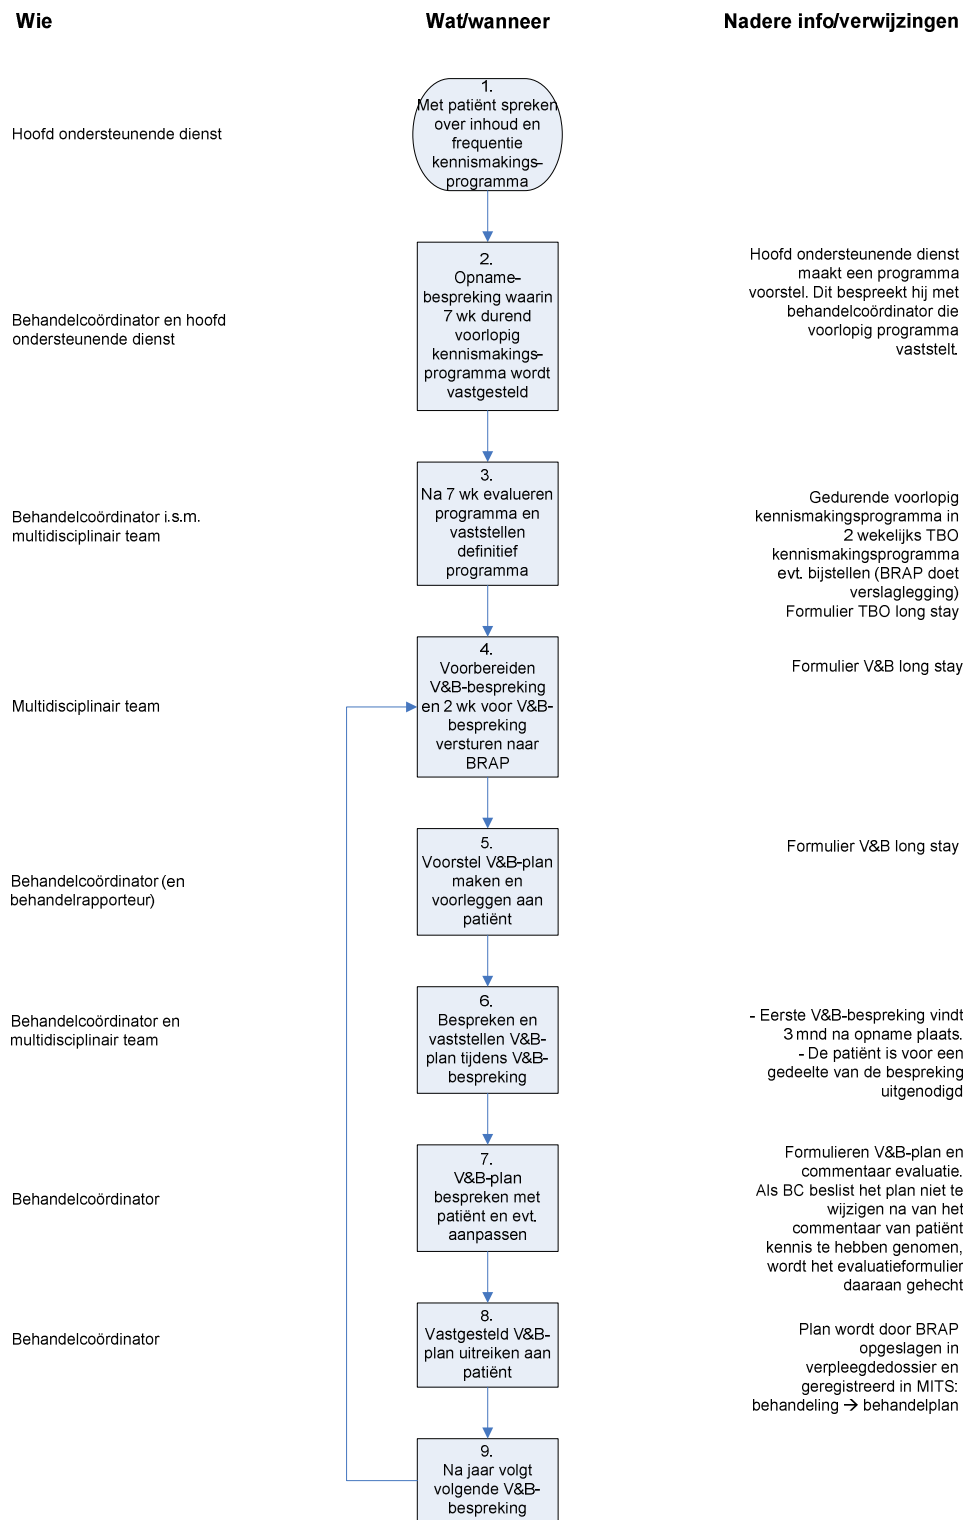 Wie
Wat/wanneer
Nadere info/verwijzingen
Hoofd ondersteunende dienst
1.
Met patiënt spreken
over inhoud en
frequentie
kennismakings-
programma
Behandelcoördinator en hoofd
ondersteunende dienst
2.
Opname-
bespreking waarin
7 wk durend
voorlopig
kennismakings-
programma wordt
vastgesteld
Hoofd ondersteunende dienst
maakt een programma
voorstel. Dit bespreekt hij met
behandelcoördinator die
voorlopig programma
vaststelt.
Behandelcoördinator i.s.m.
multidisciplinair team
3.
Na 7 wk evalueren
programma en
vaststellen
definitief
programma
Gedurende voorlopig
kennismakingsprogramma in
2 wekelijks TBO
kennismakingsprogramma
evt. bijstellen (BRAP doet
verslaglegging)
Formulier TBO long stay
Multidisciplinair team
4.
Voorbereiden
V&B-bespreking
en 2 wk voor V&B-
bespreking
versturen naar
BRAP
Formulier V&B long stay
Behandelcoördinator (en
behandelrapporteur)
5.
Voorstel V&B-plan
maken en
voorleggen aan
patiënt
Formulier V&B long stay
Behandelcoördinator en
multidisciplinair team
6.
Bespreken en
vaststellen V&B-
plan tijdens V&B-
bespreking
- Eerste V&B-bespreking vindt
3 mnd na opname plaats.
- De patiënt is voor een
gedeelte van de bespreking
uitgenodigd
Behandelcoördinator
7.
V&B-plan
bespreken met
patiënt en evt.
aanpassen
Formulieren V&B-plan en
commentaar evaluatie.
Als BC beslist het plan niet te
wijzigen na van het
commentaar van patiënt
kennis te hebben genomen,
wordt het evaluatieformulier
daaraan gehecht
Behandelcoördinator
8.
Vastgesteld V&B-
plan uitreiken aan
patiënt
Plan wordt door BRAP
opgeslagen in
verpleegdedossier en
geregistreerd in MITS:
behandeling → behandelplan
9.
Na jaar volgt
volgende V&B-
bespreking